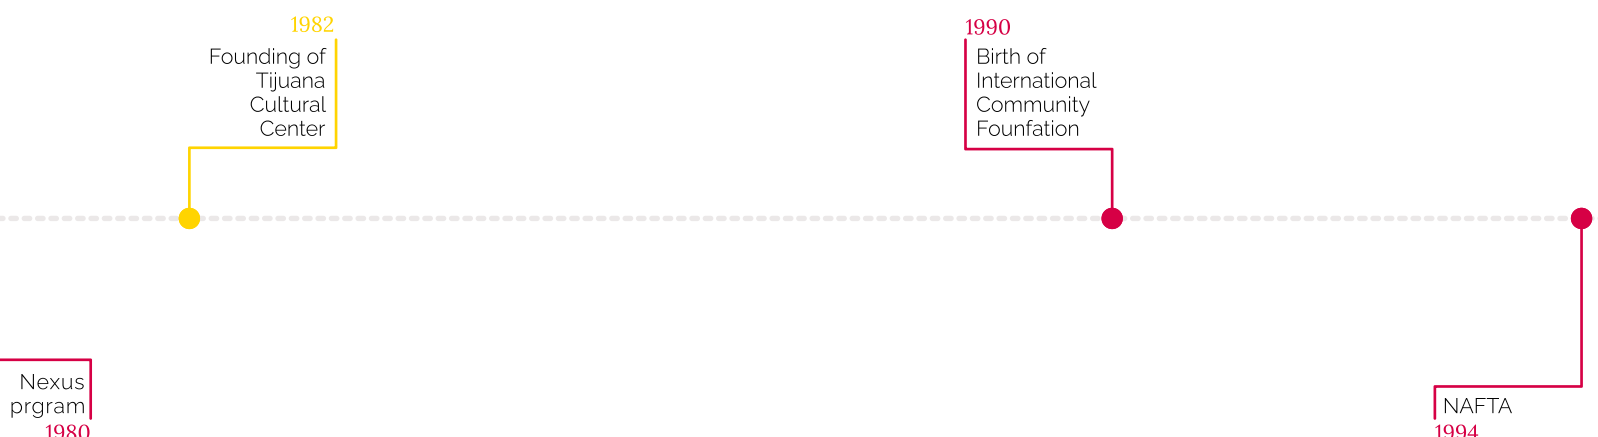 1982
Founding of
Tijuana
Cultural
Center
1990
Birth of
International
Community
Founfation
Nexus
prgram
1980
NAFTA
1994